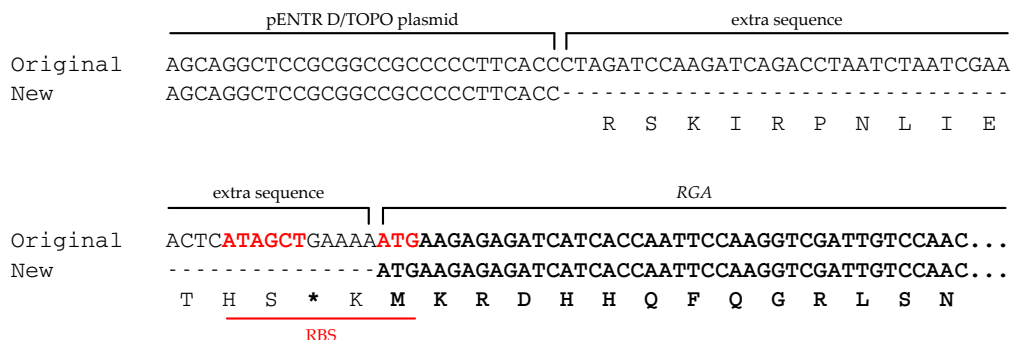 pENTR D/TOPO plasmid extra sequence
Original AGCAGGCTCCGCGGCCGCCCCCTTCACCCTAGATCCAAGATCAGACCTAATCTAATCGAA
New AGCAGGCTCCGCGGCCGCCCCCTTCACC--------------------------------
R S K I R P N L I E
extra sequence RGA
Original ACTCATAGCTGAAAAATGAAGAGAGATCATCACCAATTCCAAGGTCGATTGTCCAAC...
New ---------------ATGAAGAGAGATCATCACCAATTCCAAGGTCGATTGTCCAAC...
T H S * K M K R D H H Q F Q G R L S N
RBS